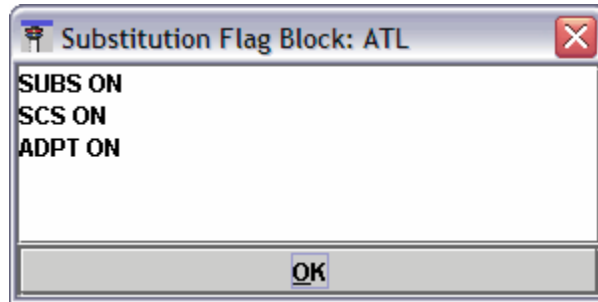 Substitution Flag Block: ATL
SUBS ON
SCS ON
ADPT ON
OK